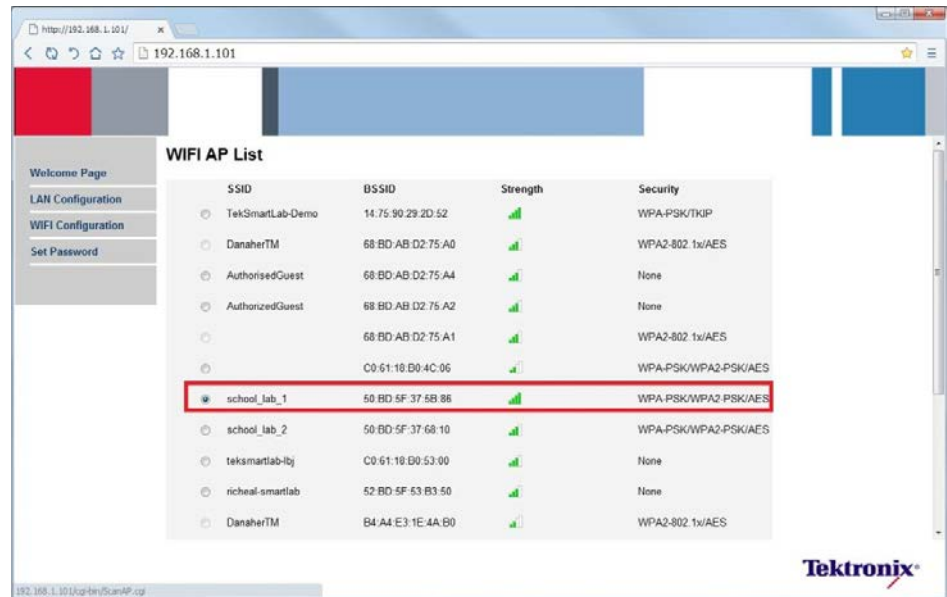 http://192.168.1.101/
192.168.1.101
WIFI AP List
Welcome Page
LAN Configuration
WIFI Configuration
Set Password
SSID BSSID Strength Security
TekSmartLab-Demo 14:75:90:29:2D:52 WPA-PSK/TKIP
DanaherTM 68:BD:AB:D2:75:A0 WPA2-802.1x/AES
AuthorisedGuest 68:BD:AB:D2:75:A4 None
AuthorizedGuest 68:BD:AB:D2:75:A2 None
68:BD:AB:D2:75:A1 WPA2-802.1x/AES
C0:61:18:B0:4C:06 WPA-PSK/WPA2-PSK/AES
school_lab_1 50:BD:5F:37:5B:86 WPA-PSK/WPA2-PSK/AES
school_lab_2 50:BD:5F:37:68:10 WPA-PSK/WPA2-PSK/AES
teksmartlab-lbj C0:61:18:B0:53:00 None
richeal-smartlab 52:BD:5F:53:B3:50 None
DanaherTM B4:A4:E3:1E:4A:B0 WPA2-802.1x/AES
Tektronix
192.168.1.101/cgi-bin/ScanAP.cgi